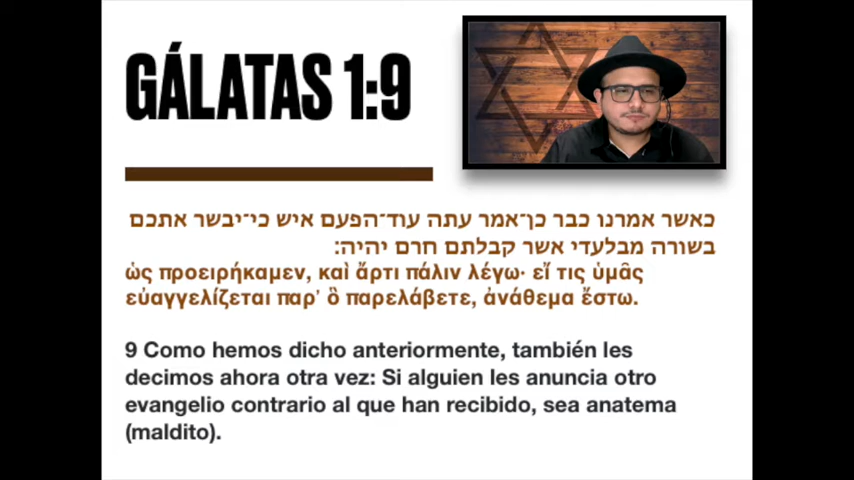 GÁLATAS 1:9
כאשר אמרנו כבר כן־אמר עתה עוד־הפעם איש כי־יבשר אתכם
בשורה מבלעדי אשר קבלתם חרם יהיה:
ὡς προειρήκαμεν, καὶ ἄρτι πάλιν λέγω· εἴ τις ὑμᾶς
εὐαγγελίζεται παρ’ ὃ παρελάβετε, ἀνάθεμα ἔστω.
9 Como hemos dicho anteriormente, también les
decimos ahora otra vez: Si alguien les anuncia otro
evangelio contrario al que han recibido, sea anatema
(maldito).